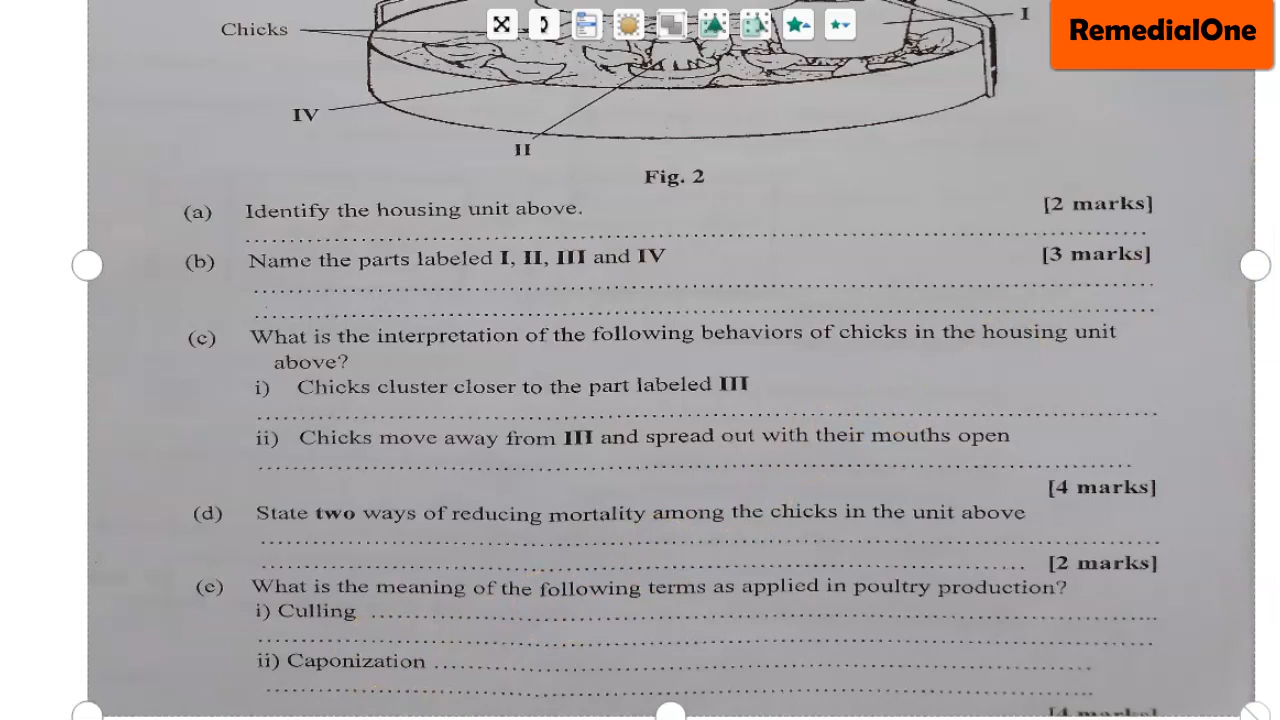 RemedialOne
Chicks
I
IV
II
Fig. 2
(a) Identify the housing unit above. [2 marks]
(b) Name the parts labeled I, II, III and IV [3 marks]
(c) What is the interpretation of the following behaviors of chicks in the housing unit
above?
i) Chicks cluster closer to the part labeled III
ii) Chicks move away from III and spread out with their mouths open
[4 marks]
(d) State two ways of reducing mortality among the chicks in the unit above
[2 marks]
(e) What is the meaning of the following terms as applied in poultry production?
i) Culling
ii) Caponization
[4 marks]